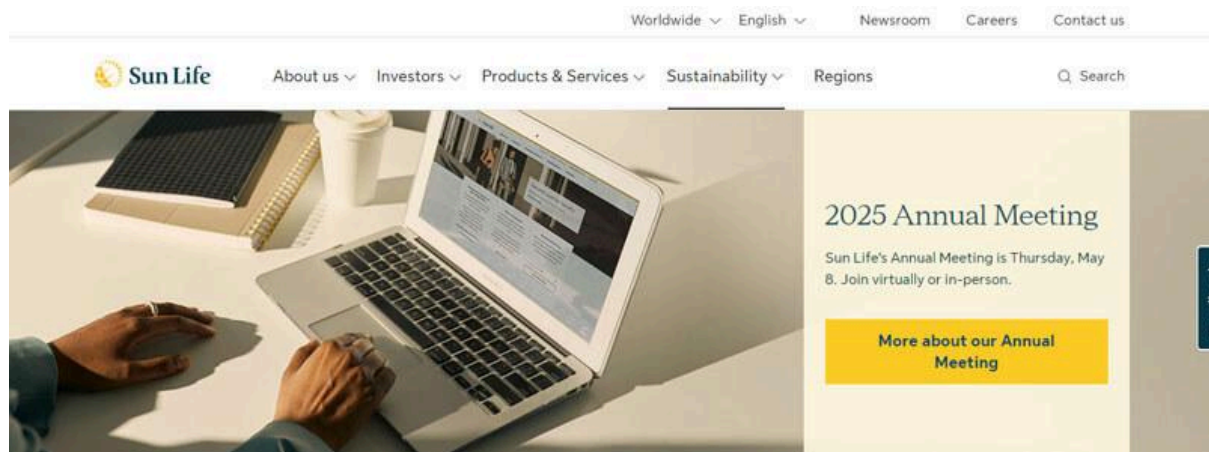 Worldwide English Newsroom Careers Contact us
Sun Life About us Investors Products & Services Sustainability Regions Search
2025 Annual Meeting
Sun Life's Annual Meeting is Thursday, May
8. Join virtually or in-person.
More about our Annual
Meeting